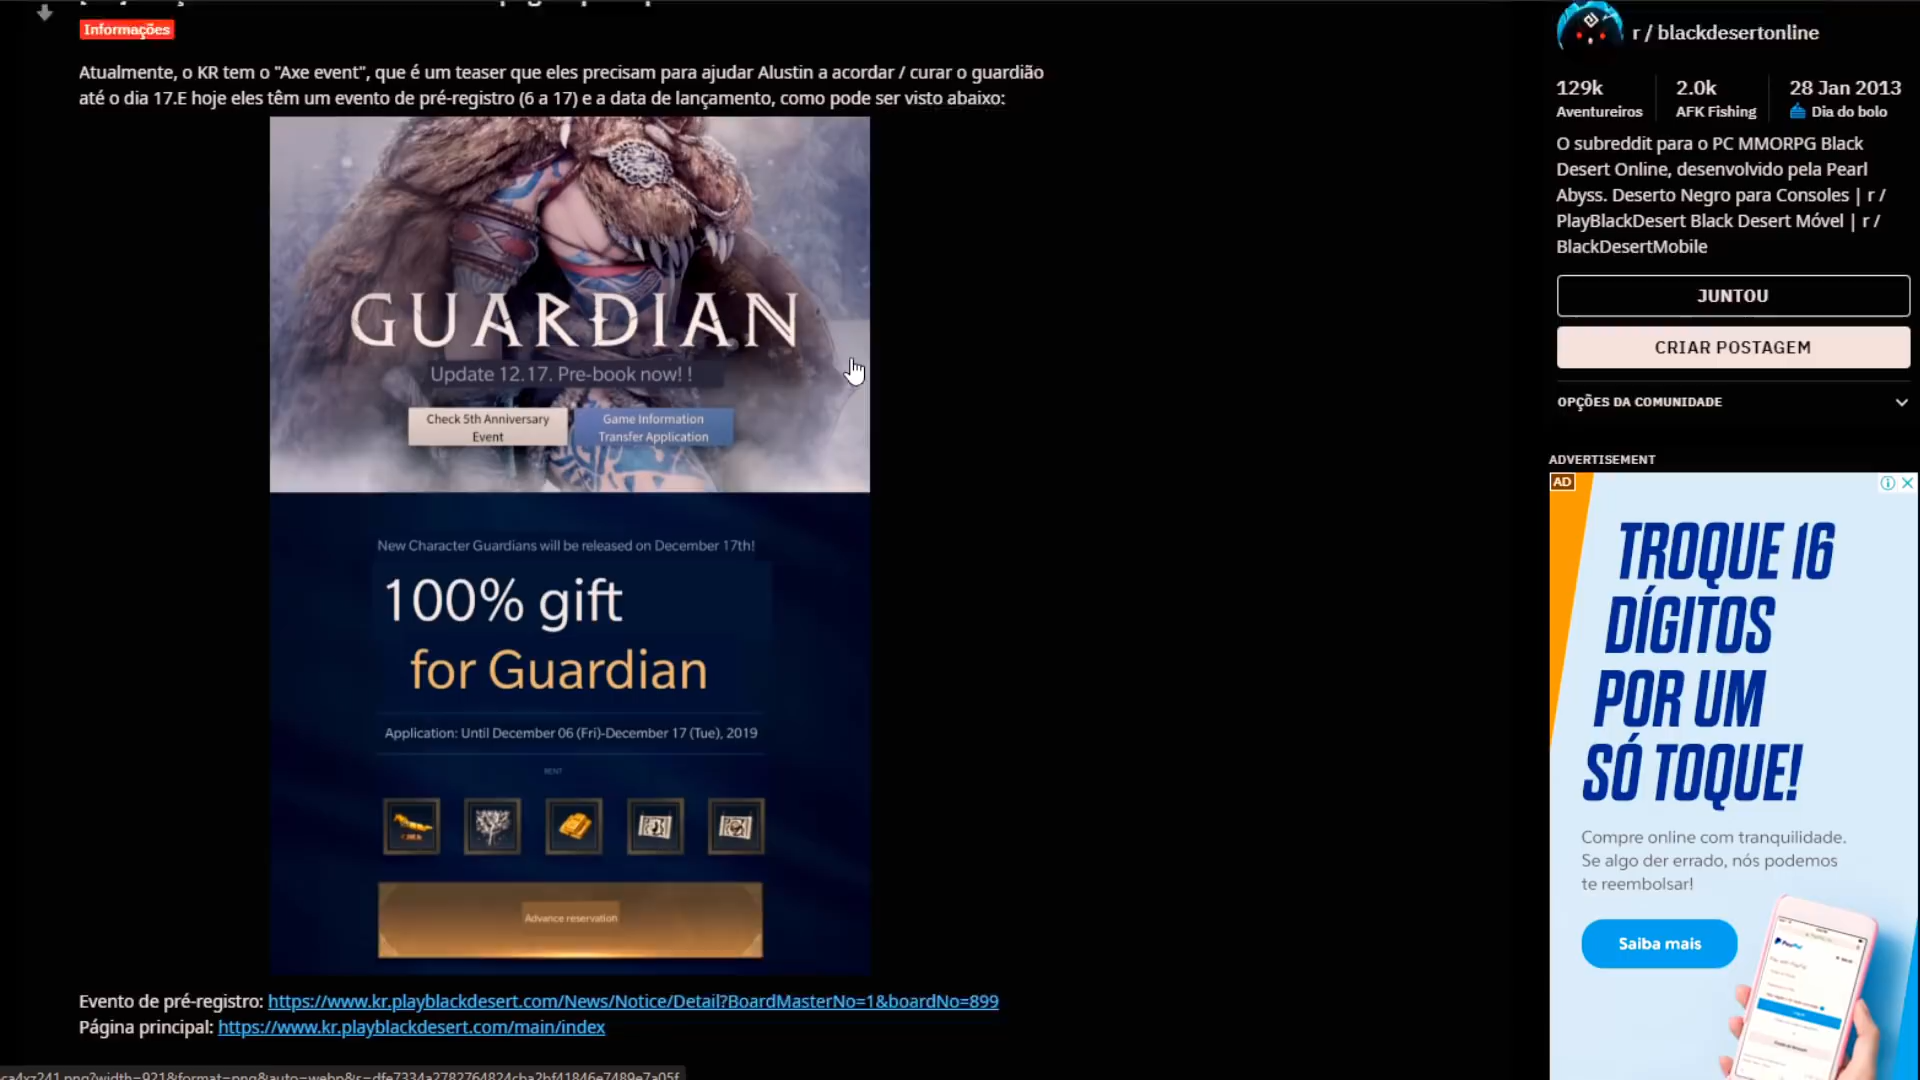 Informações
Atualmente, o KR tem o "Axe event", que é um teaser que eles precisam para ajudar Alustin a acordar / curar o guardião
até o dia 17.E hoje eles têm um evento de pré-registro (6 a 17) e a data de lançamento, como pode ser visto abaixo:
GUARDIAN
Update 12.17. Pre-book now! !
Check 5th Anniversary
Event
Game Information
Transfer Application
New Character Guardians will be released on December 17th!
100% gift
for Guardian
Application: Until December 06 (Fri)-December 17 (Tue), 2019
RENT
Advance reservation
Evento de pré-registro: https://www.kr.playblackdesert.com/News/Notice/Detail?BoardMasterNo=1&boardNo=899
Página principal: https://www.kr.playblackdesert.com/main/index
r / blackdesertonline
129k
Aventureiros
2.0k
AFK Fishing
28 Jan 2013
Dia do bolo
O subreddit para o PC MMORPG Black
Desert Online, desenvolvido pela Pearl
Abyss. Deserto Negro para Consoles | r /
PlayBlackDesert Black Desert Móvel | r /
BlackDesertMobile
JUNTOU
CRIAR POSTAGEM
OPÇÕES DA COMUNIDADE
ADVERTISEMENT
AD
TROQUE 16
DÍGITOS
POR UM
SÓ TOQUE!
Compre online com tranquilidade.
Se algo der errado, nós podemos
te reembolsar!
Saiba mais
PayPal